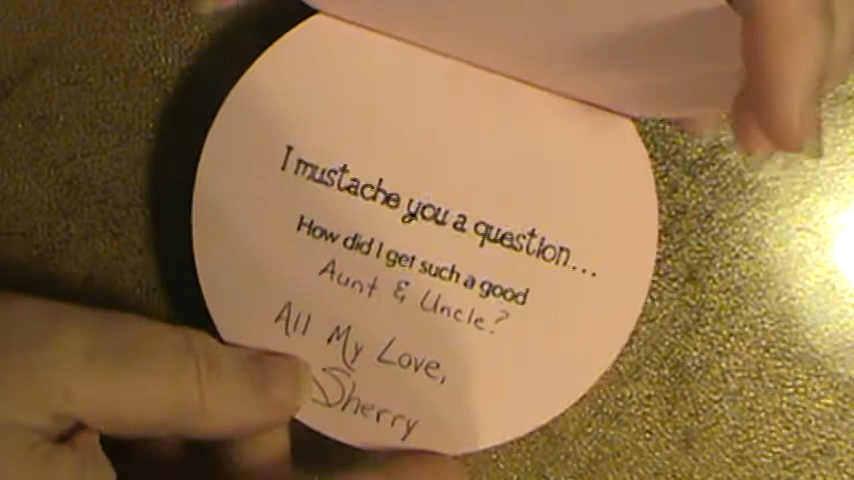 I mustache you a question...
How did I get such a good
Aunt & Uncle?
All My Love,
Sherry